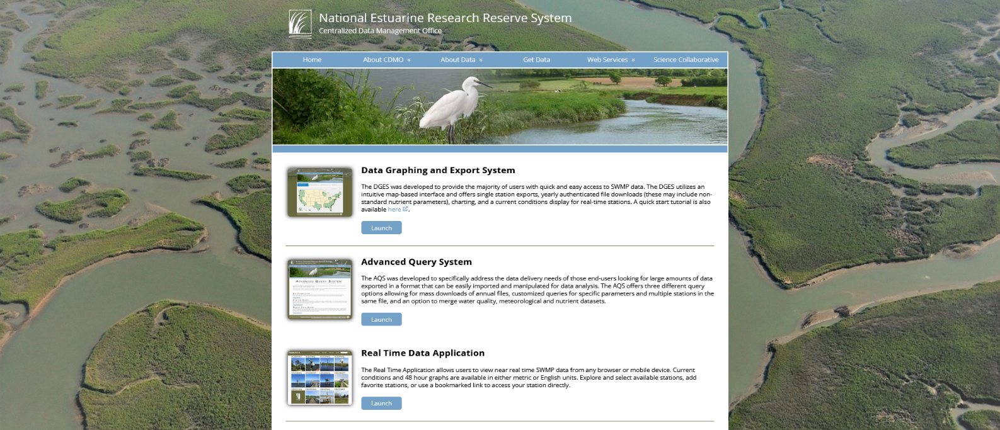 National Estuarine Research Reserve System
Centralized Data Management Office
Home About CDMO About Data Get Data Web Services Science Collaborative
Data Graphing and Export System
The DGES was developed to provide the majority of users with quick and easy access to SWMP data. The DGES utilizes an
intuitive map-based interface and offers single station exports, yearly authenticated file downloads (these may include non-
standard nutrient parameters), charting, and a current conditions display for real-time stations. A quick start tutorial is also
available here.
Launch
Advanced Query System
Advanced Query System
The AQS was developed to specifically address the data delivery needs of those end-users looking for large amounts of data
exported in a format that can be easily imported and manipulated for data analysis. The AQS offers three different query
options allowing for mass downloads of annual files, customized queries for specific parameters and multiple stations in the
same file, and an option to merge water quality, meteorological and nutrient datasets.
Launch
Real Time Data Application
The Real Time Application allows users to view near real time SWMP data from any browser or mobile device. Current
conditions and 48 hour graphs are available in either metric or English units. Explore and select available stations, add
favorite stations, or use a bookmarked link to access your station directly.
Launch